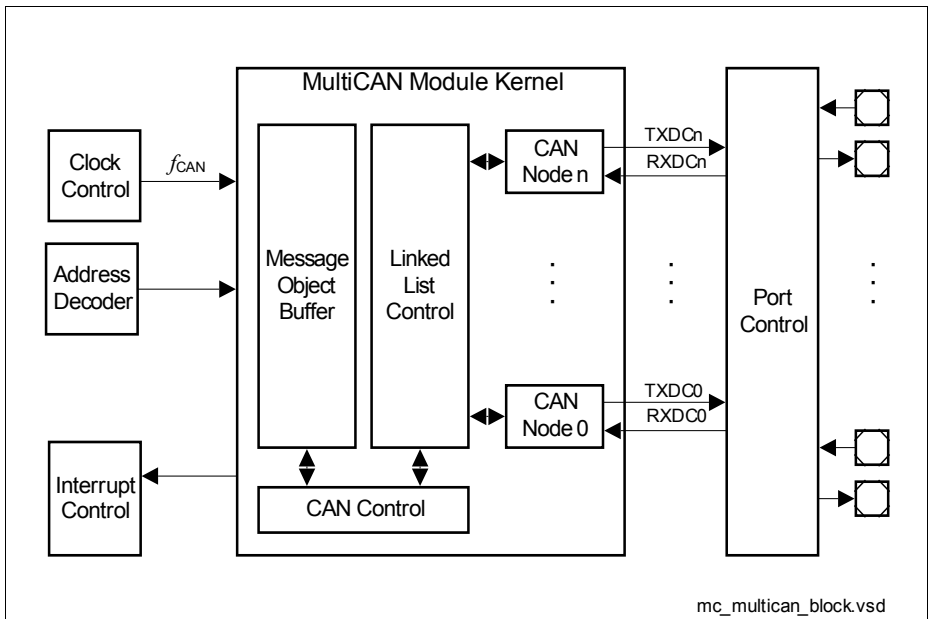 MultiCAN Module Kernel
Clock
Control
fCAN
Address
Decoder
Interrupt
Control
Message
Object
Buffer
Linked
List
Control
CAN Control
CAN
Node n
CAN
Node 0
TXDCn
RXDCn
TXDC0
RXDC0
Port
Control
mc_multican_block.vsd